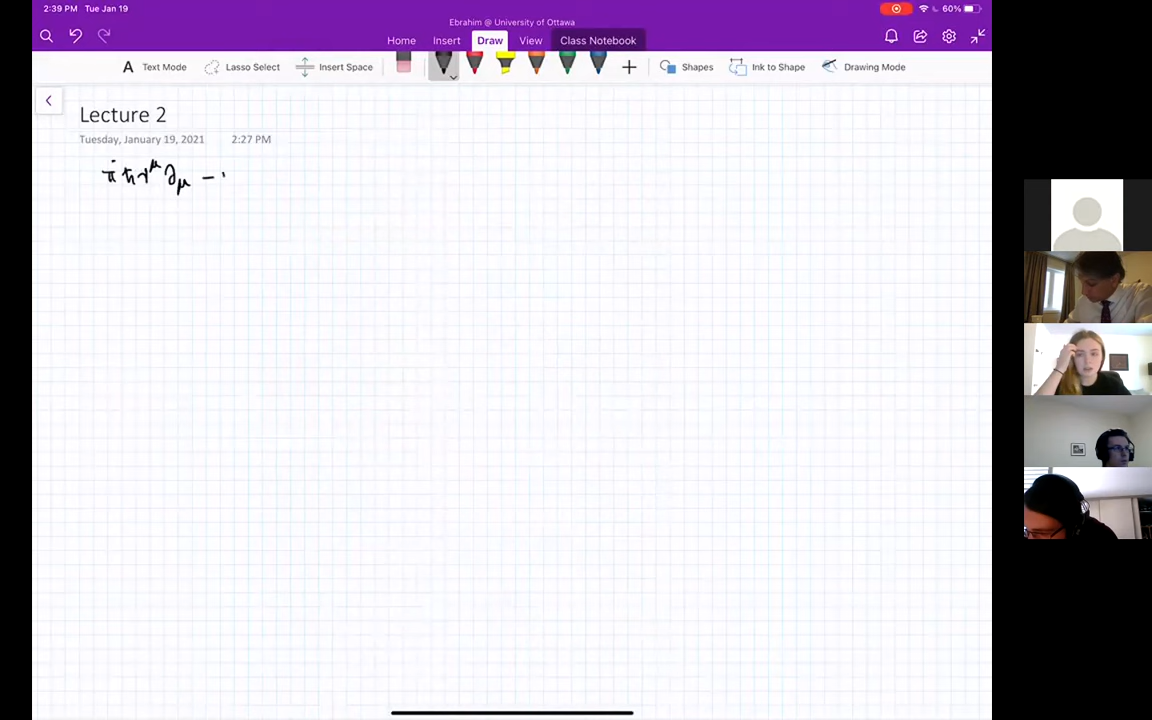 2:39 PM Tue Jan 19
60%
Ebrahim @ University of Ottawa
Home Insert Draw View Class Notebook
Text Mode Lasso Select Insert Space Shapes Ink to Shape Drawing Mode
Lecture 2
Tuesday, January 19, 2021 2:27 PM
iħγ^μ ∂_μ -